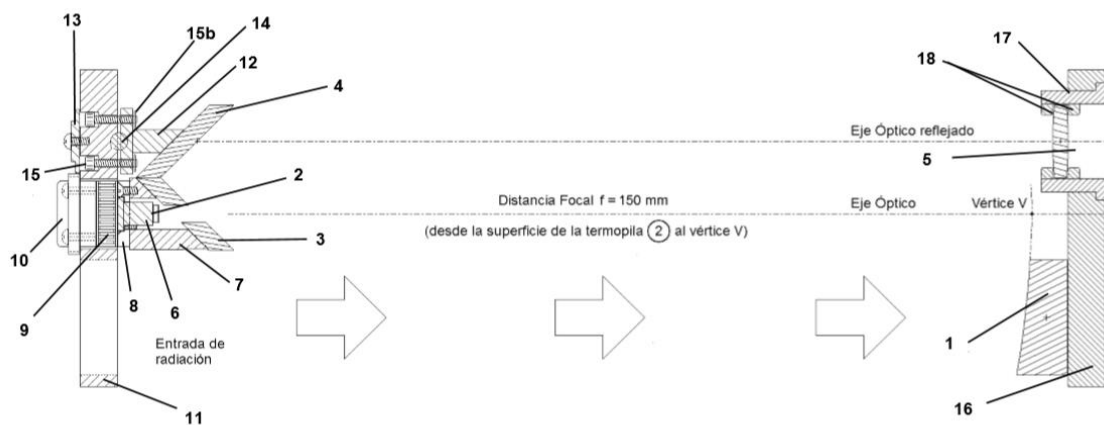 13
15b
14
12
4
17
18
Eje Óptico reflejado
5
15
2
Distancia Focal f = 150 mm
Eje Óptico
Vértice V
(desde la superficie de la termopila 2 al vértice V)
3
10
8
7
6
9
1
Entrada de
radiación
11
16